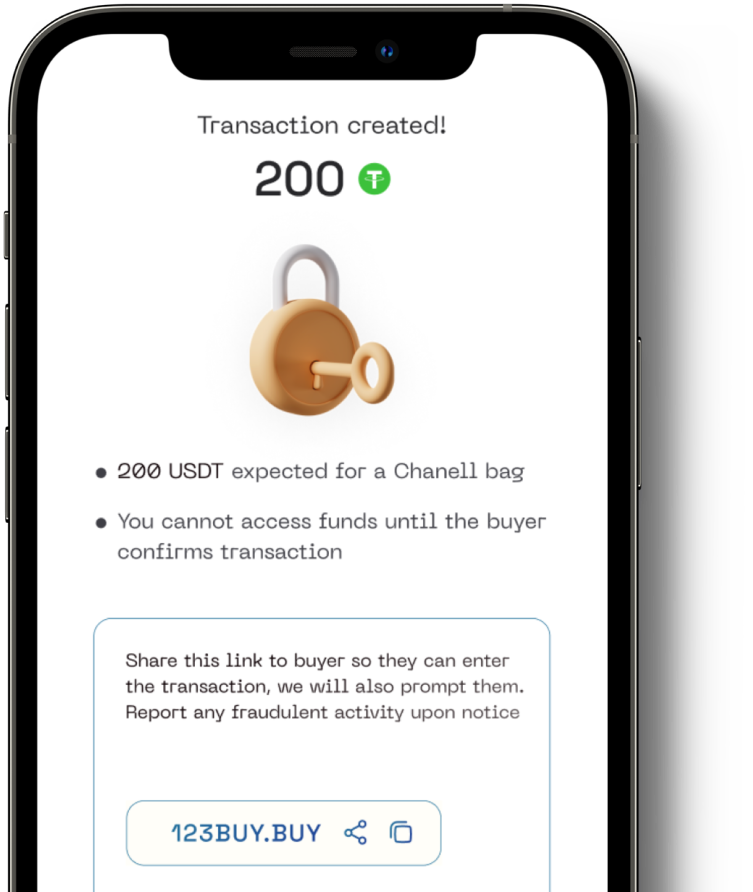 Transaction created!
200
200 USDT expected for a Chanell bag
You cannot access funds until the buyer
confirms transaction
Share this link to buyer so they can enter
the transaction, we will also prompt them.
Report any fraudulent activity upon notice
123BUY.BUY